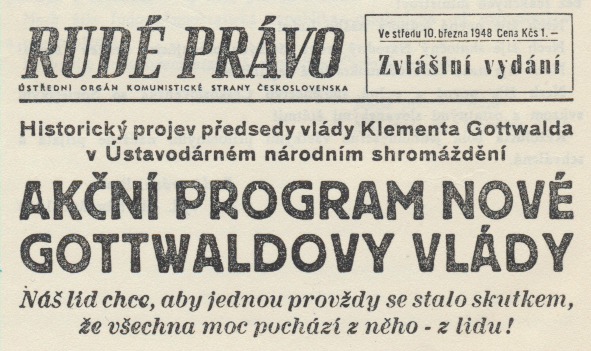 RUDÉ PRÁVO
ÚSTŘEDNI ORGÁN KOMUNISTICKÉ STRANY ČESKOSLOVENSKA
Ve středu 10. března 1948 Cena Kčs 1.—
Zvláštní vydání
Historický projev předsedy vlády Klementa Gottwalda
v Ústavodárném národním shromáždění
AKČNÍ PROGRAM NOVÉ
GOTTWALDOVY VLÁDY
Náš lid chce, aby jednou provždy se stalo skutkem,
že všechna moc pochází z něho - z lidu!